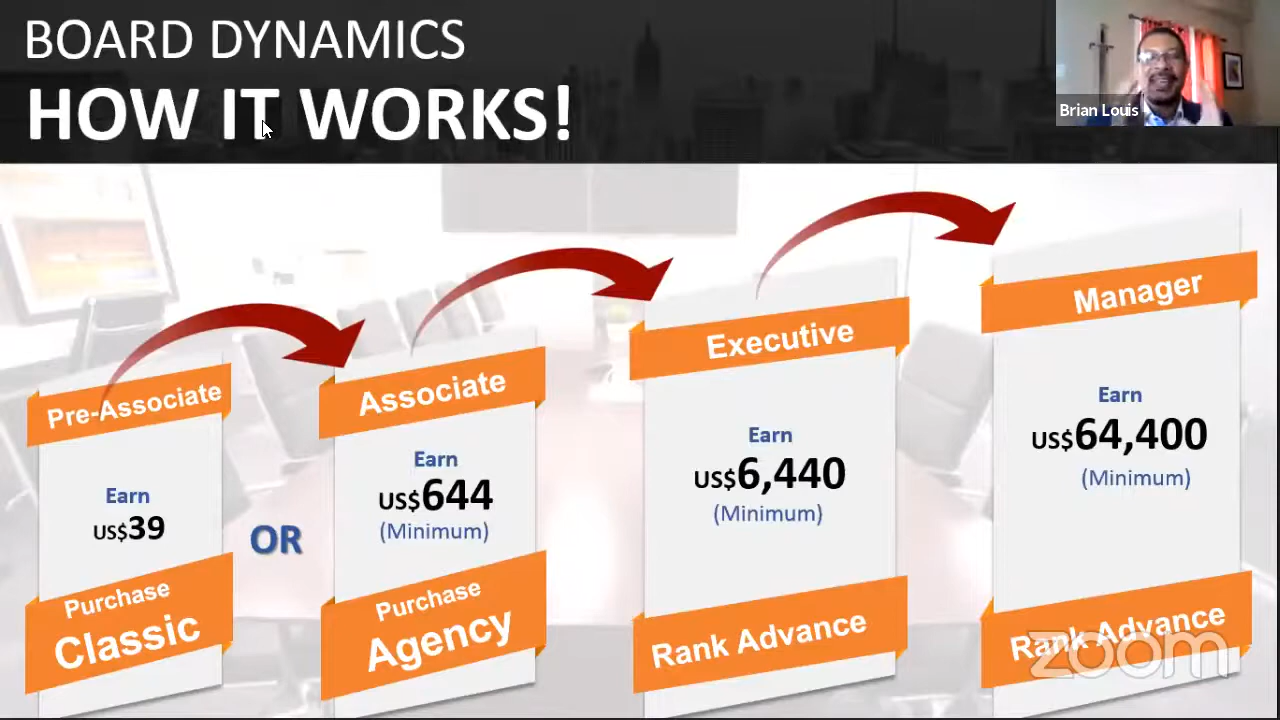 BOARD DYNAMICS
HOW IT WORKS!
Brian Louis
Pre-Associate
Earn
US$39
Purchase
Classic
OR
Associate
Earn
US$644
(Minimum)
Purchase
Agency
Executive
Earn
US$6,440
(Minimum)
Rank Advance
Manager
Earn
US$64,400
(Minimum)
Rank Advance
zoom